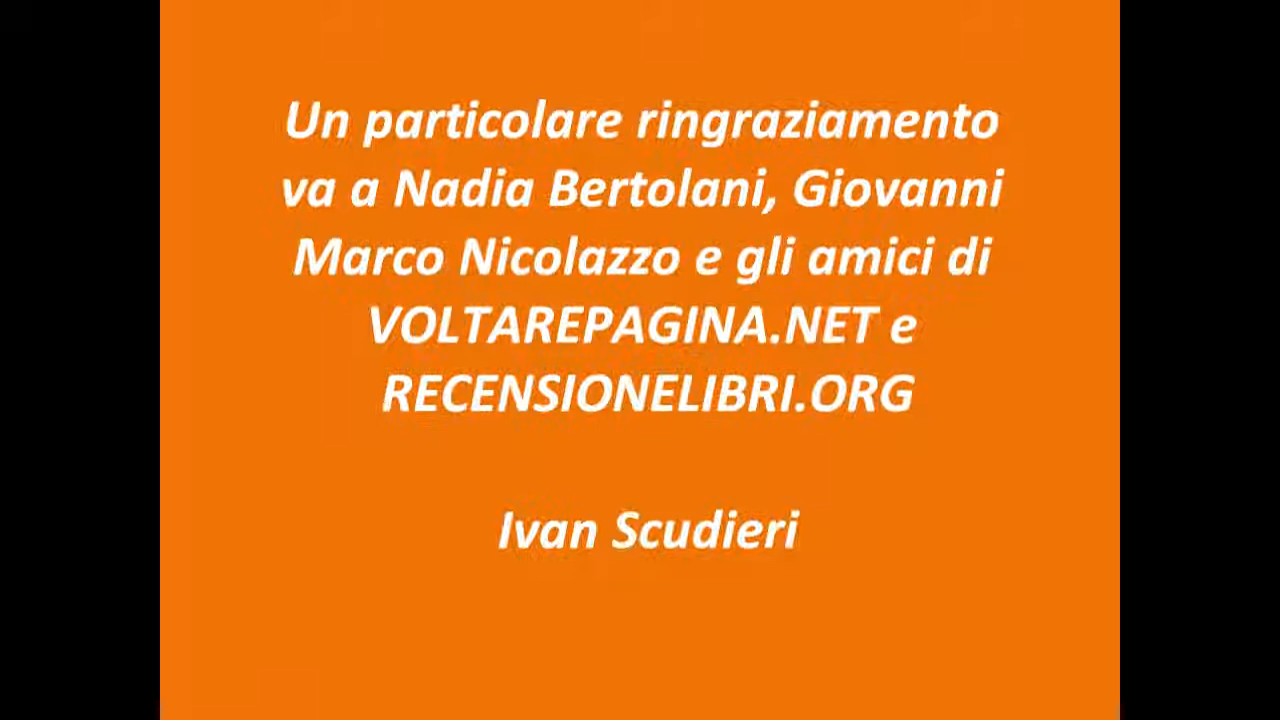 Un particolare ringraziamento
va a Nadia Bertolani, Giovanni
Marco Nicolazzo e gli amici di
VOLTAREPAGINA.NET e
RECENSIONELIBRI.ORG
Ivan Scudieri